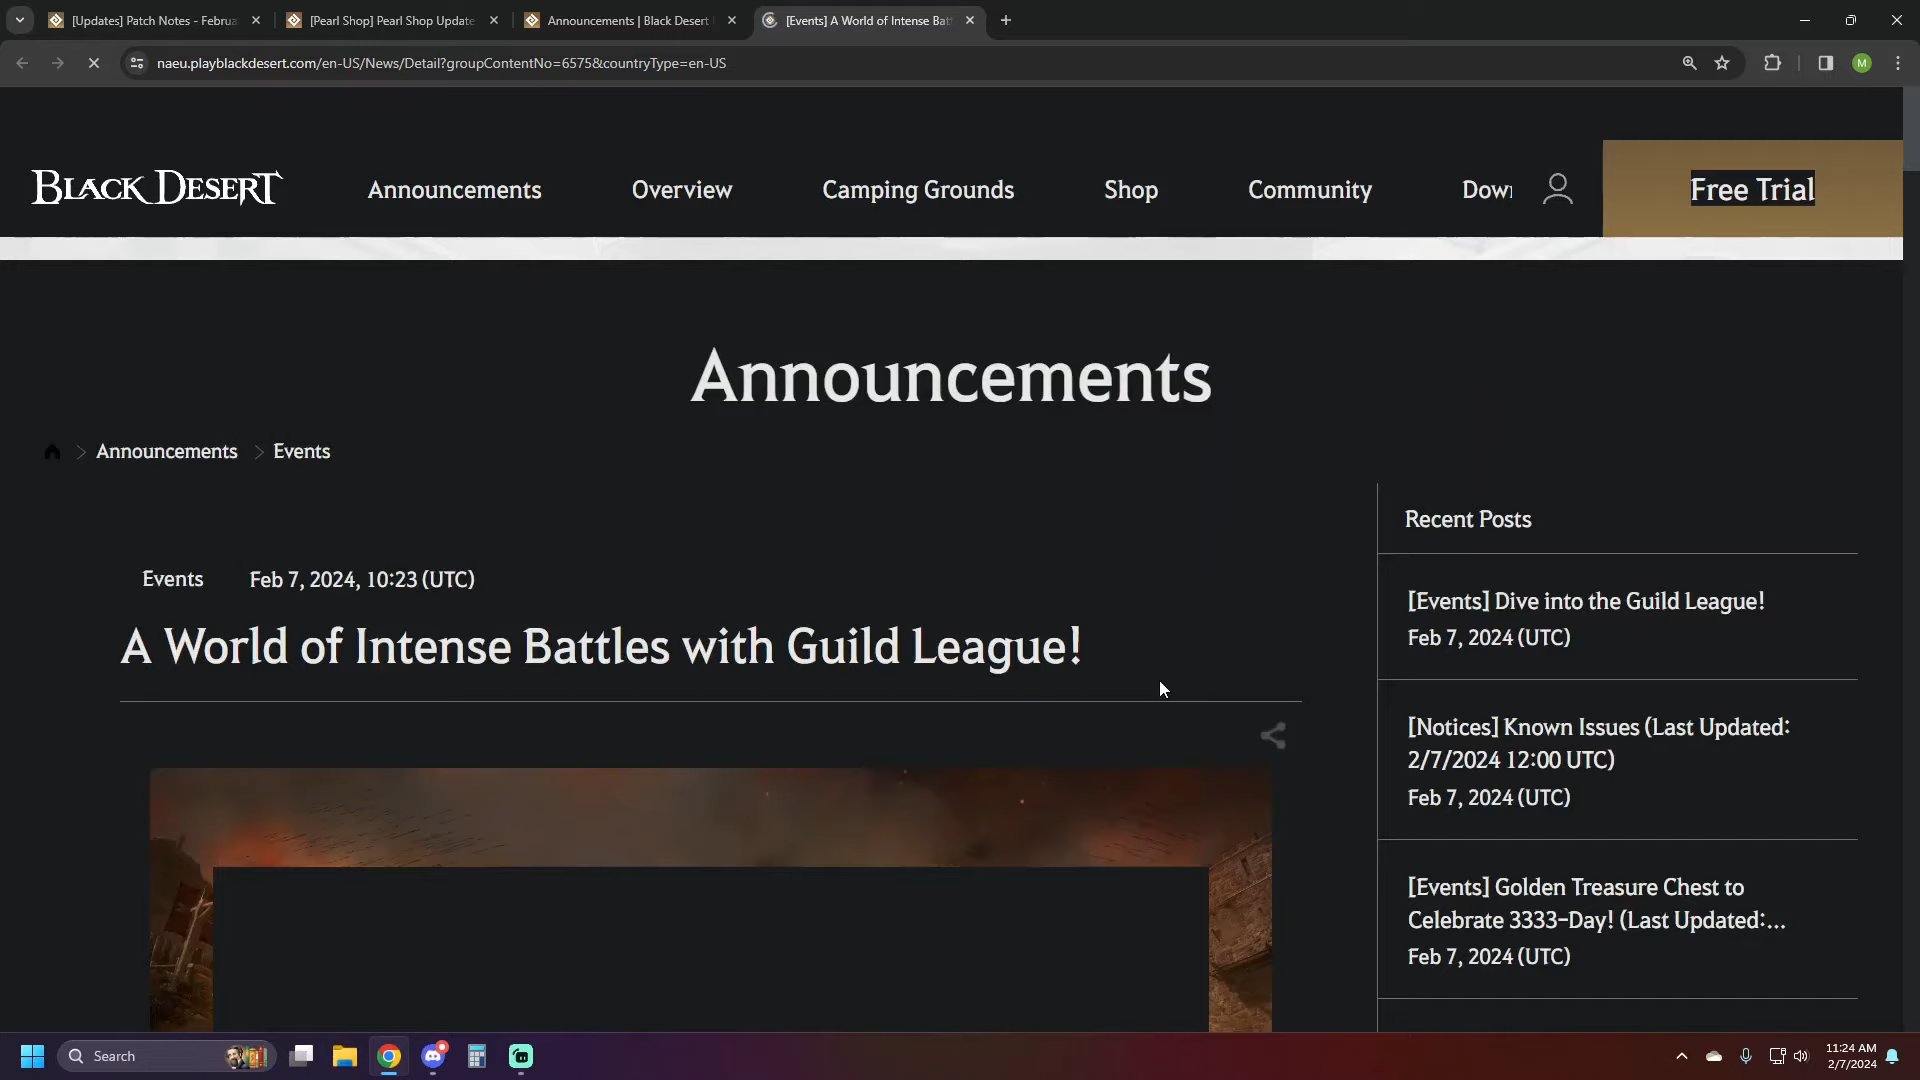 [Updates] Patch Notes - Februa
[Pearl Shop] Pearl Shop Update
Announcements | Black Desert
[Events] A World of Intense Bat
naeu.playblackdesert.com/en-US/News/Detail?groupContentNo=6575&countryType=en-US
M
BLACK DESERT
Announcements
Overview
Camping Grounds
Shop
Community
Down
Free Trial
Announcements
Announcements
Events
Events
Feb 7, 2024, 10:23 (UTC)
A World of Intense Battles with Guild League!
Recent Posts
[Events] Dive into the Guild League!
Feb 7, 2024 (UTC)
[Notices] Known Issues (Last Updated:
2/7/2024 12:00 UTC)
Feb 7, 2024 (UTC)
[Events] Golden Treasure Chest to
Celebrate 3333-Day! (Last Updated:...
Feb 7, 2024 (UTC)
Search
11:24 AM
2/7/2024